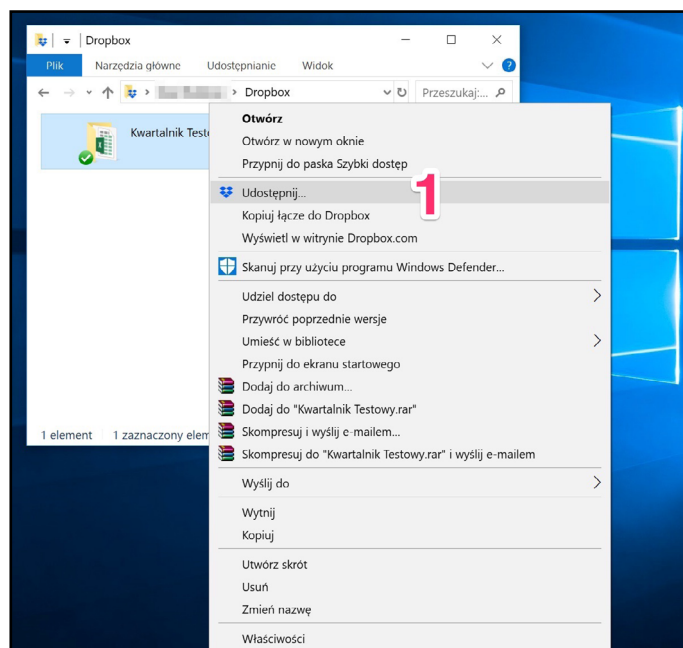 Dropbox
Plik Narzędzia główne Udostępnianie Widok
Dropbox Przeszukaj:...
Kwartalnik Testo
1 element 1 zaznaczony elem
Otwórz
Otwórz w nowym oknie
Przypnij do paska Szybki dostęp
Udostępnij...
1
Kopiuj łącze do Dropbox
Wyświetl w witrynie Dropbox.com
Skanuj przy użyciu programu Windows Defender...
Udziel dostępu do
Przywróć poprzednie wersje
Umieść w bibliotece
Przypnij do ekranu startowego
Dodaj do archiwum...
Dodaj do "Kwartalnik Testowy.rar"
Skompresuj i wyślij e-mailem...
Skompresuj do "Kwartalnik Testowy.rar" i wyślij e-mailem
Wyślij do
Wytnij
Kopiuj
Utwórz skrót
Usuń
Zmień nazwę
Właściwości